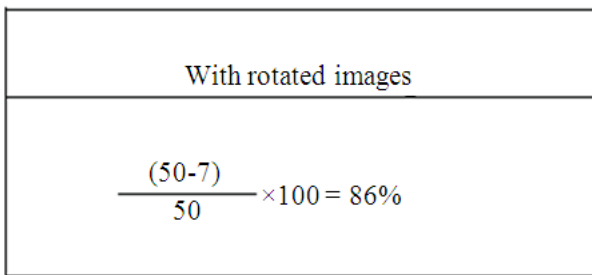 With rotated images
(50-7)
50
×100 = 86%